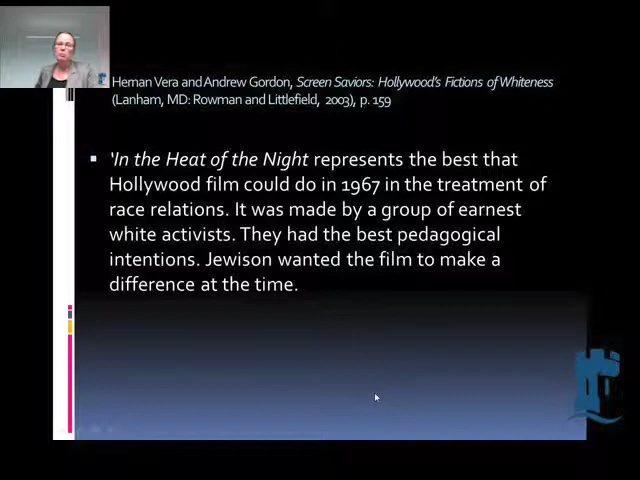 Hernan Vera and Andrew Gordon, Screen Saviors: Hollywood's Fictions of Whiteness
(Lanham, MD: Rowman and Littlefield, 2003), p. 159
'In the Heat of the Night represents the best that
Hollywood film could do in 1967 in the treatment of
race relations. It was made by a group of earnest
white activists. They had the best pedagogical
intentions. Jewison wanted the film to make a
difference at the time.